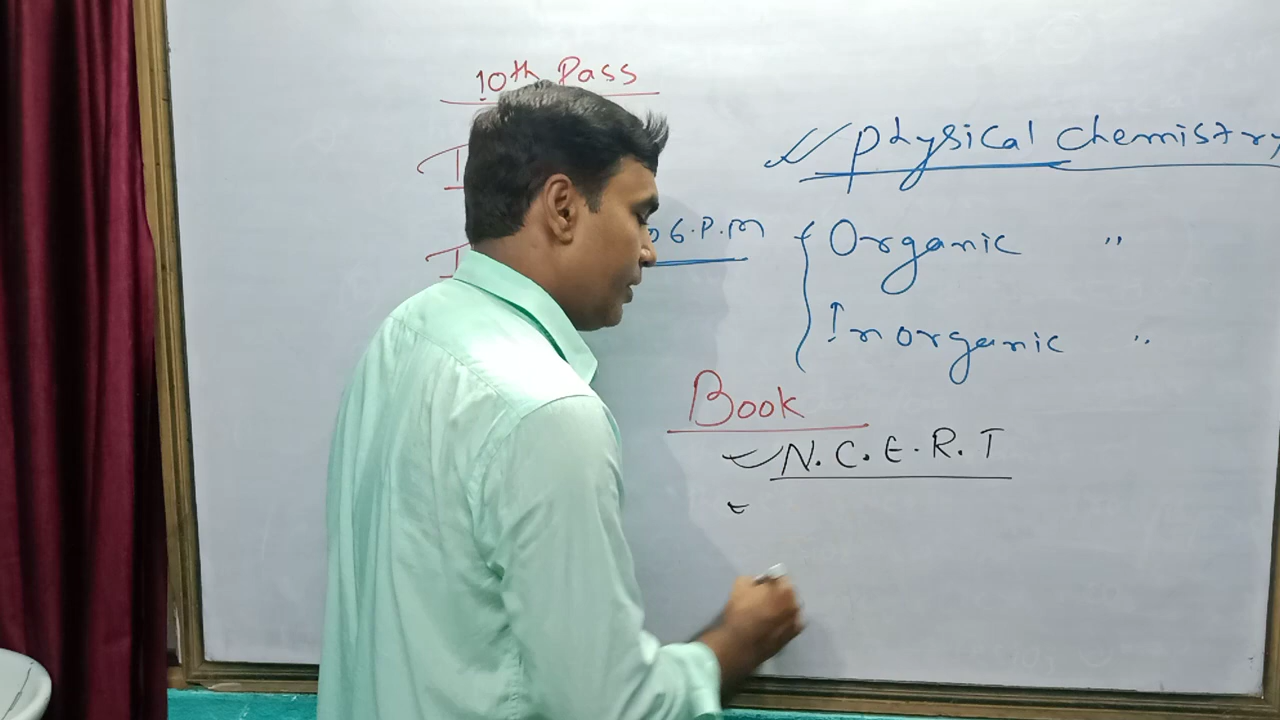 10th Pass
Physical Chemistry
6.P.M
Organic "
Inorganic "
Book
N.C.E.R.T